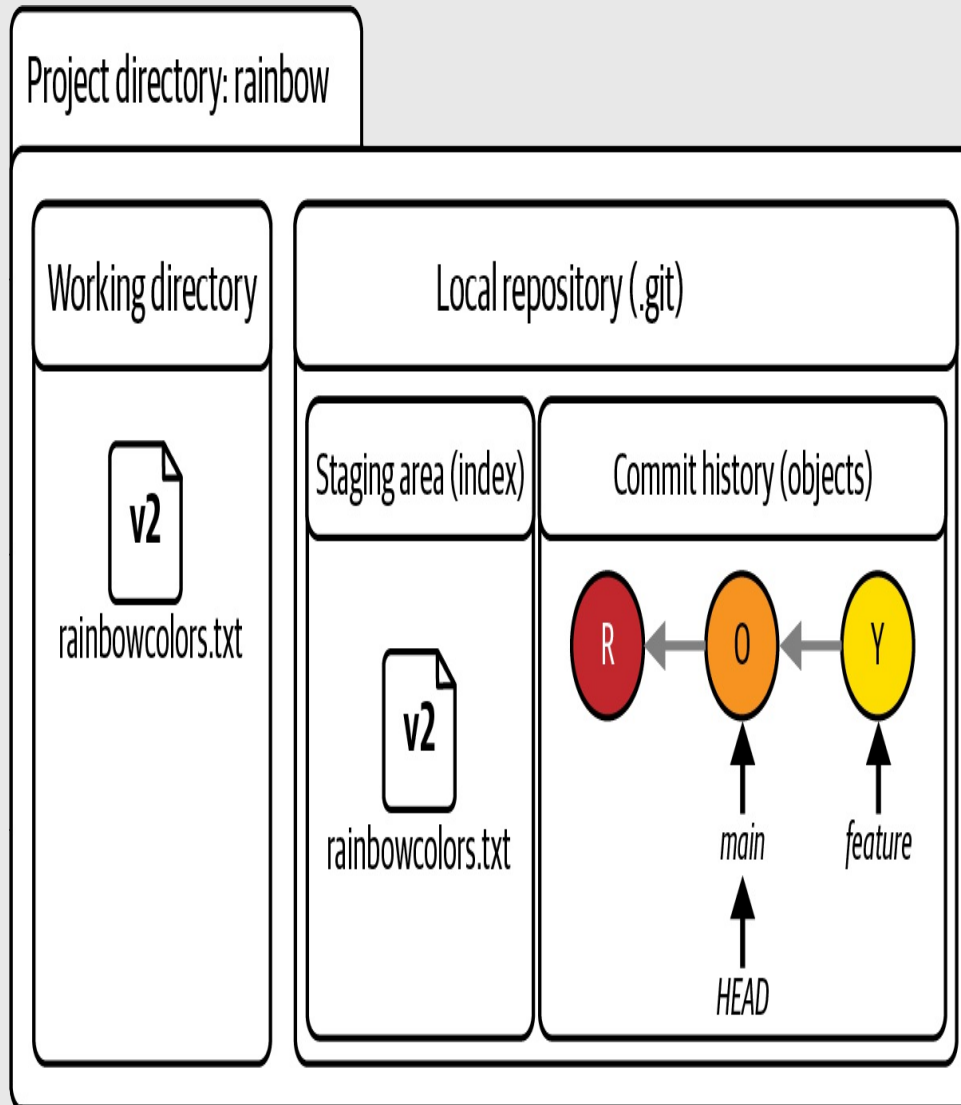 Project directory: rainbow
Working directory
Local repository (.git)
Staging area (index)
Commit history (objects)
v2
rainbowcolors.txt
v2
rainbowcolors.txt
R
O
Y
main
feature
HEAD